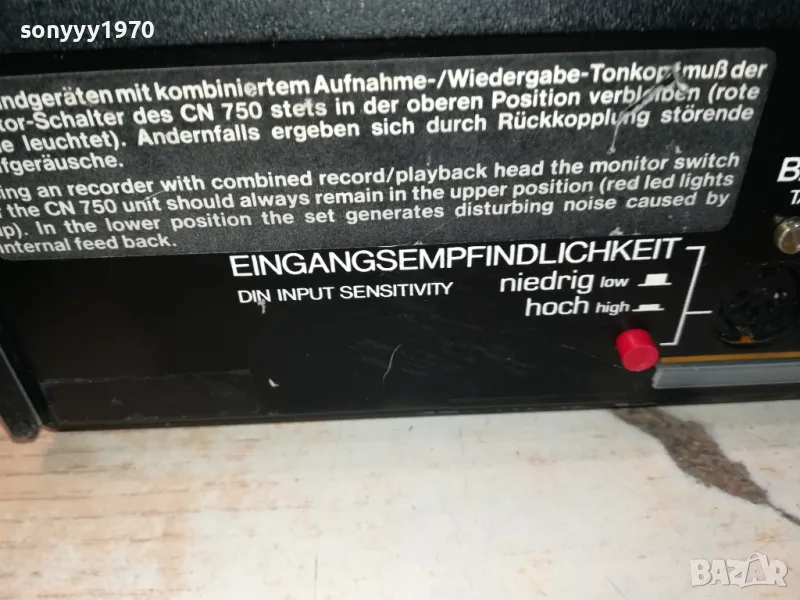 sonyyy1970
ndgeräten mit kombiniertem Aufnahme-/Wiedergabe-Tonkopf muß der
kor-Schalter des CN 750 stets in der oberen Position verbleiben (rote
e leuchtet). Andernfalls ergeben sich durch Rückkopplung störende
fgeräusche.
ing an recorder with combined record/playback head the monitor switch
the CN 750 unit should always remain in the upper position (red led lights
up). In the lower position the set generates disturbing noise caused by
internal feed back.
EINGANGSEMPFINDLICHKEIT
DIN INPUT SENSITIVITY
niedrig low
hoch high
BAZAR